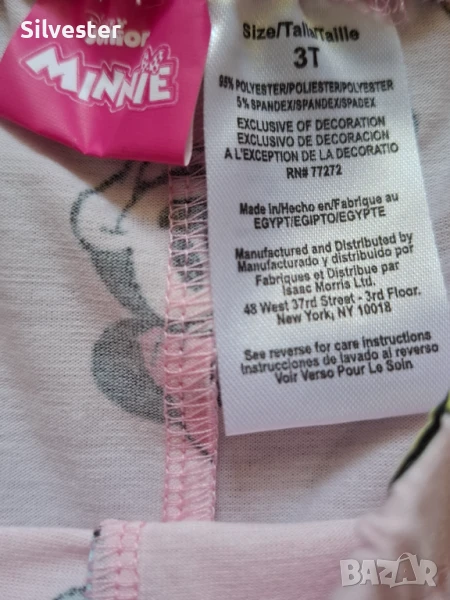 Silvester
Junior
MINNIE
Size/Talla/Taille
3T
95% POLYESTER/POLIESTER/POLYESTER
5% SPANDEX/SPANDEX/SPADEX
EXCLUSIVE OF DECORATION
EXCLUSIVO DE DECORACION
A L'EXCEPTION DE LA DECORATIO
RN# 77272
Made in/Hecho en/Fabrique au
EGYPT/EGIPTO/EGYPTE
Manufactured and Distributed by
Manufacturado y distribuido par
Fabriques et Distribue par
Isaac Morris Ltd.
48 West 37rd Street - 3rd Floor.
New York, NY 10018
See reverse for care instructions
Instrucciones de lavado al reverso
Voir Verso Pour Le Soin
BAZAR